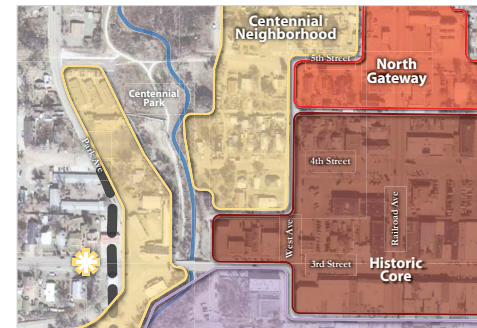 Centennial
Neighborhood
5th Street
North
Gateway
Centennial
Park
Park Ave
4th Street
Railroad Ave
West Ave
3rd Street
Historic
Core